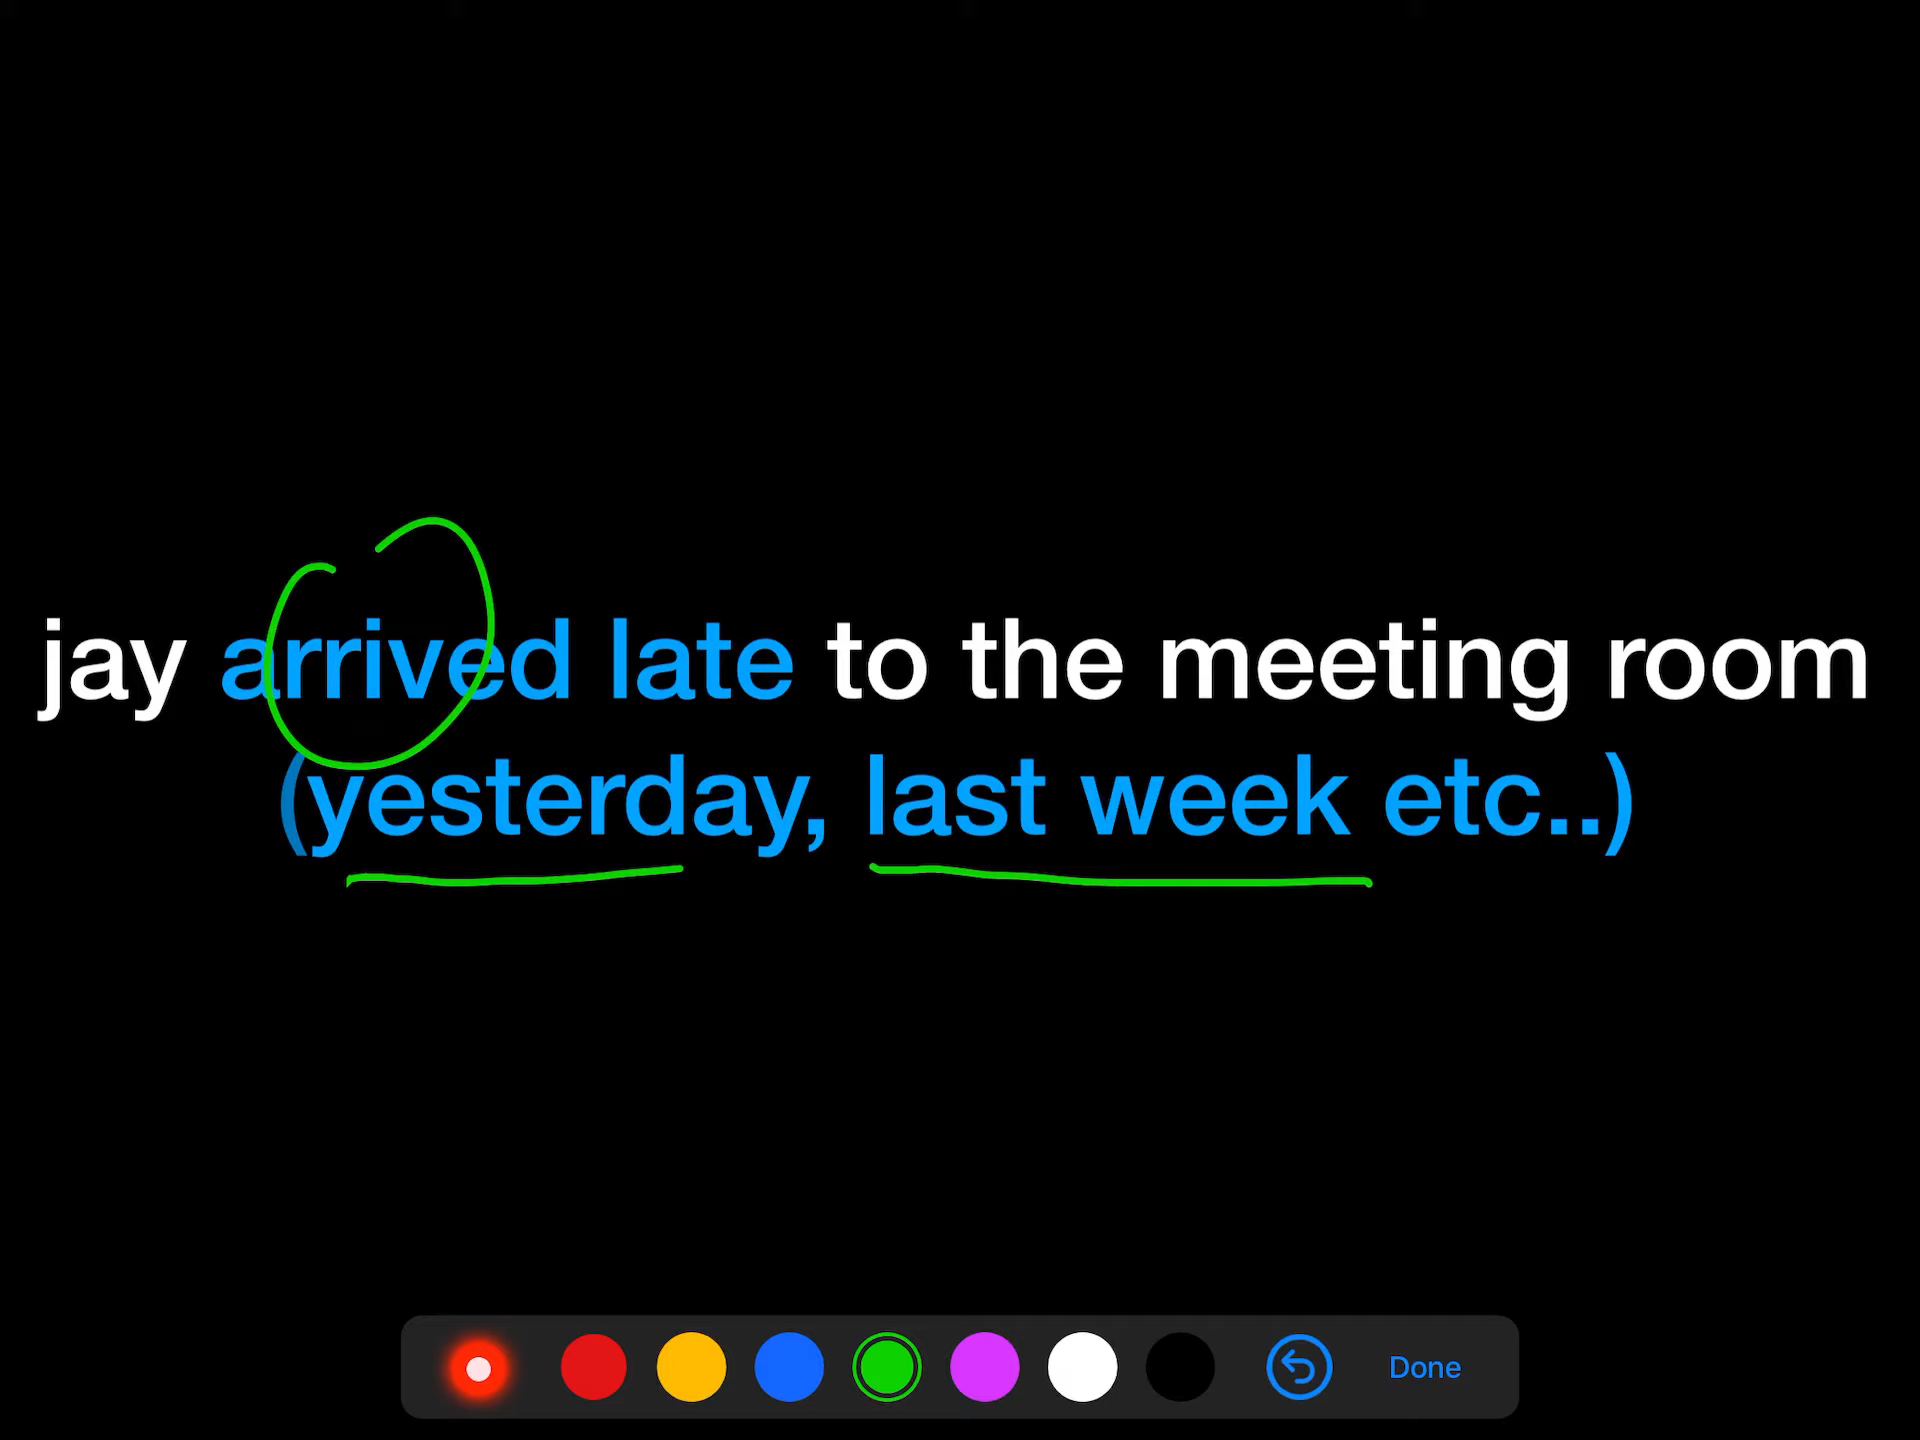 jay arrived late to the meeting room
(yesterday, last week etc..)
Done